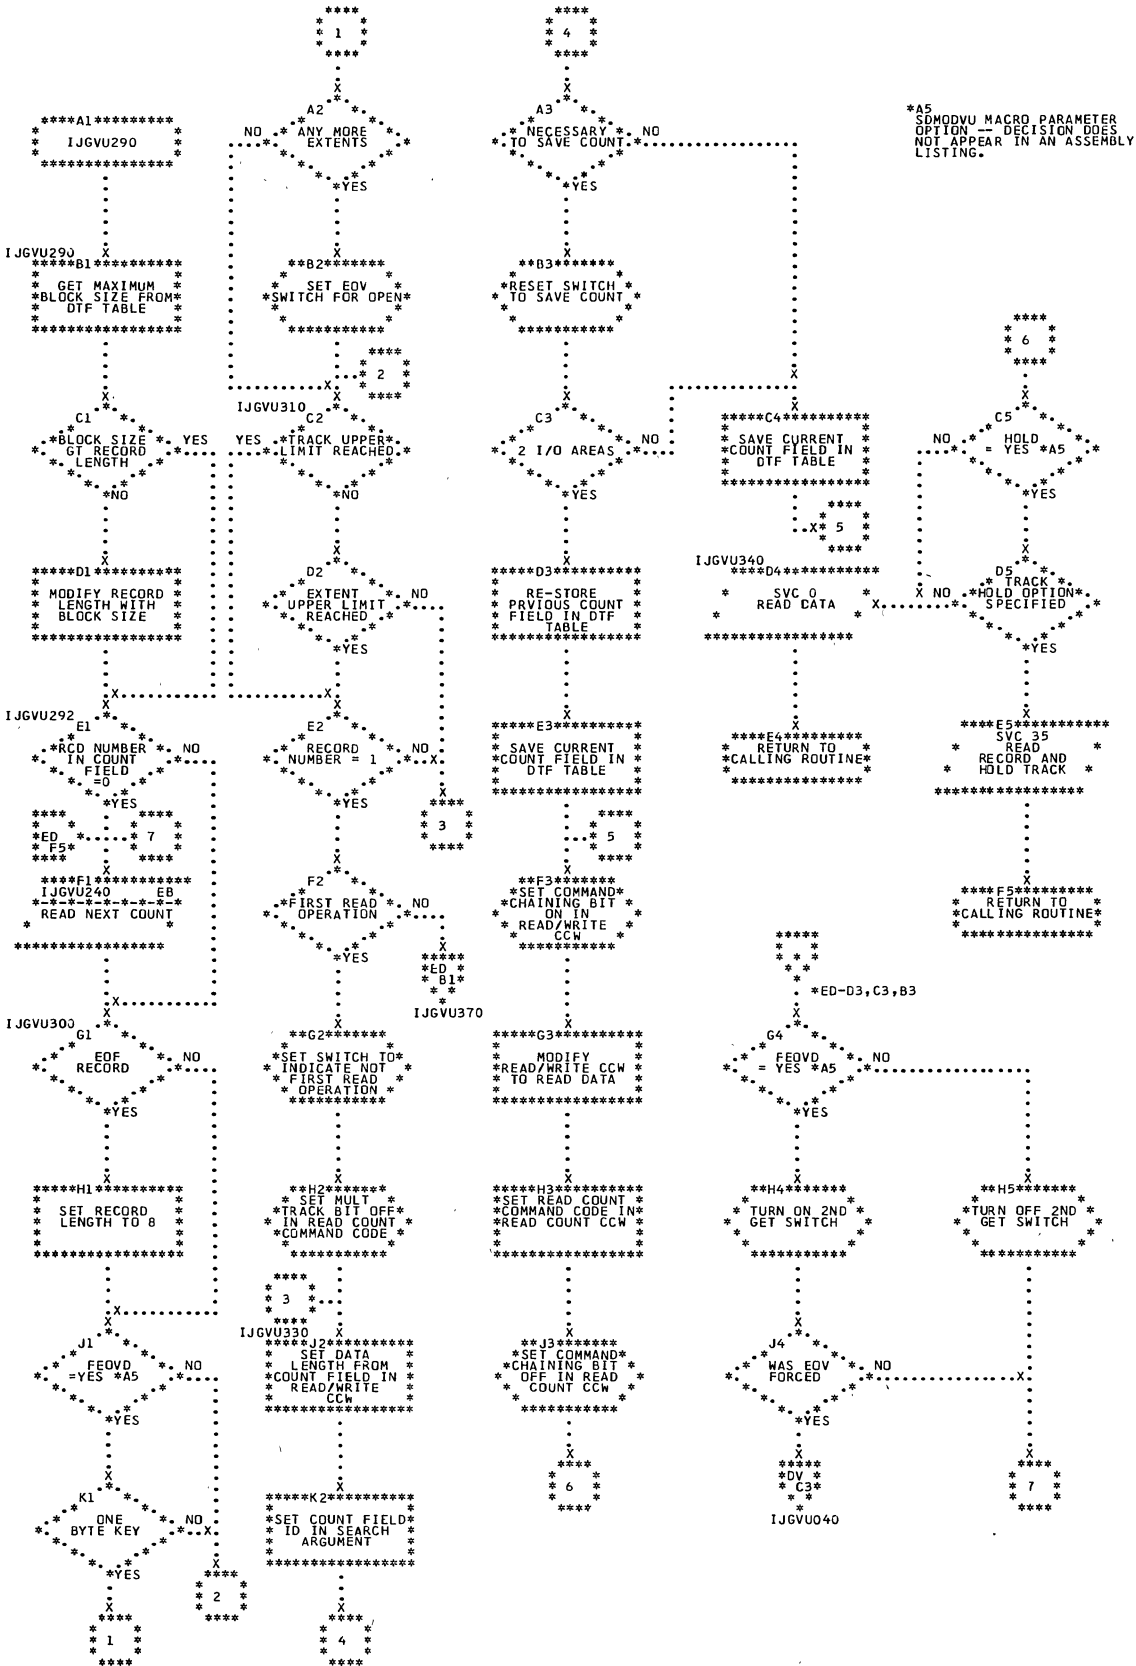 1
A2
ANY MORE
EXTENTS
NO
YES
B2
SET EOV
SWITCH FOR OPEN
2
IJGVU310
C2
TRACK UPPER
LIMIT REACHED
YES
NO
D2
EXTENT
UPPER LIMIT
REACHED
NO
YES
E2
RECORD
NUMBER = 1
NO
YES
3
F2
FIRST READ
OPERATION
NO
YES
ED
B1
IJGVU370
G2
SET SWITCH TO
INDICATE NOT
FIRST READ
OPERATION
H2
SET MULT
TRACK BIT OFF
IN READ COUNT
COMMAND CODE
3
IJGVU330
J2
SET DATA
LENGTH FROM
COUNT FIELD IN
READ/WRITE
CCW
K2
SET COUNT FIELD
ID IN SEARCH
ARGUMENT
4
A1
IJGVU290
IJGVU290
B1
GET MAXIMUM
BLOCK SIZE FROM
DTF TABLE
C1
BLOCK SIZE
GT RECORD
LENGTH
YES
NO
D1
MODIFY RECORD
LENGTH WITH
BLOCK SIZE
IJGVU292
E1
RCD NUMBER
IN COUNT
FIELD
=0
NO
YES
ED
F5
7
F1
IJGVU240 EB
READ NEXT COUNT
IJGVU300
G1
EOF
RECORD
NO
YES
H1
SET RECORD
LENGTH TO 8
J1
FEOVD
=YES *A5
NO
YES
K1
ONE
BYTE KEY
NO
YES
2
1
4
A3
NECESSARY
TO SAVE COUNT
NO
YES
B3
RESET SWITCH
TO SAVE COUNT
C3
2 I/O AREAS
NO
YES
D3
RE-STORE
PRVIOUS COUNT
FIELD IN DTF
TABLE
E3
SAVE CURRENT
COUNT FIELD IN
DTF TABLE
5
F3
SET COMMAND
CHAINING BIT
ON IN
READ/WRITE
CCW
G3
MODIFY
READ/WRITE CCW
TO READ DATA
H3
SET READ COUNT
COMMAND CODE IN
READ COUNT CCW
J3
SET COMMAND
CHAINING BIT
OFF IN READ
COUNT CCW
6
C4
SAVE CURRENT
COUNT FIELD IN
DTF TABLE
5
IJGVU340
D4
SVC 0
READ DATA
E4
RETURN TO
CALLING ROUTINE
*ED-D3,C3,B3
G4
FEOVD
= YES *A5
NO
YES
H4
TURN ON 2ND
GET SWITCH
J4
WAS EOV
FORCED
NO
YES
DV
C3
IJGVU040
*A5
SDMODVU MACRO PARAMETER
OPTION -- DECISION DOES
NOT APPEAR IN AN ASSEMBLY
LISTING.
6
C5
HOLD
= YES *A5
NO
YES
D5
TRACK
HOLD OPTION
SPECIFIED
NO
YES
E5
SVC 35
READ
RECORD AND
HOLD TRACK
F5
RETURN TO
CALLING ROUTINE
H5
TURN OFF 2ND
GET SWITCH
7